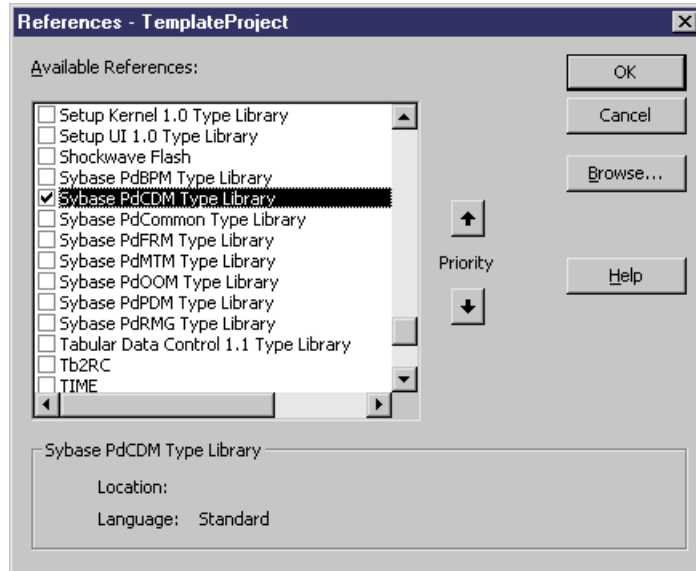 References - TemplateProject
Available References:
Setup Kernel 1.0 Type Library
Setup UI 1.0 Type Library
Shockwave Flash
Sybase PdBPM Type Library
Sybase PdCDM Type Library
Sybase PdCommon Type Library
Sybase PdFRM Type Library
Sybase PdMTM Type Library
Sybase PdOOM Type Library
Sybase PdPDM Type Library
Sybase PdRMG Type Library
Tabular Data Control 1.1 Type Library
Tb2RC
TIME
Priority
OK
Cancel
Browse...
Help
Sybase PdCDM Type Library
Location:
Language: Standard